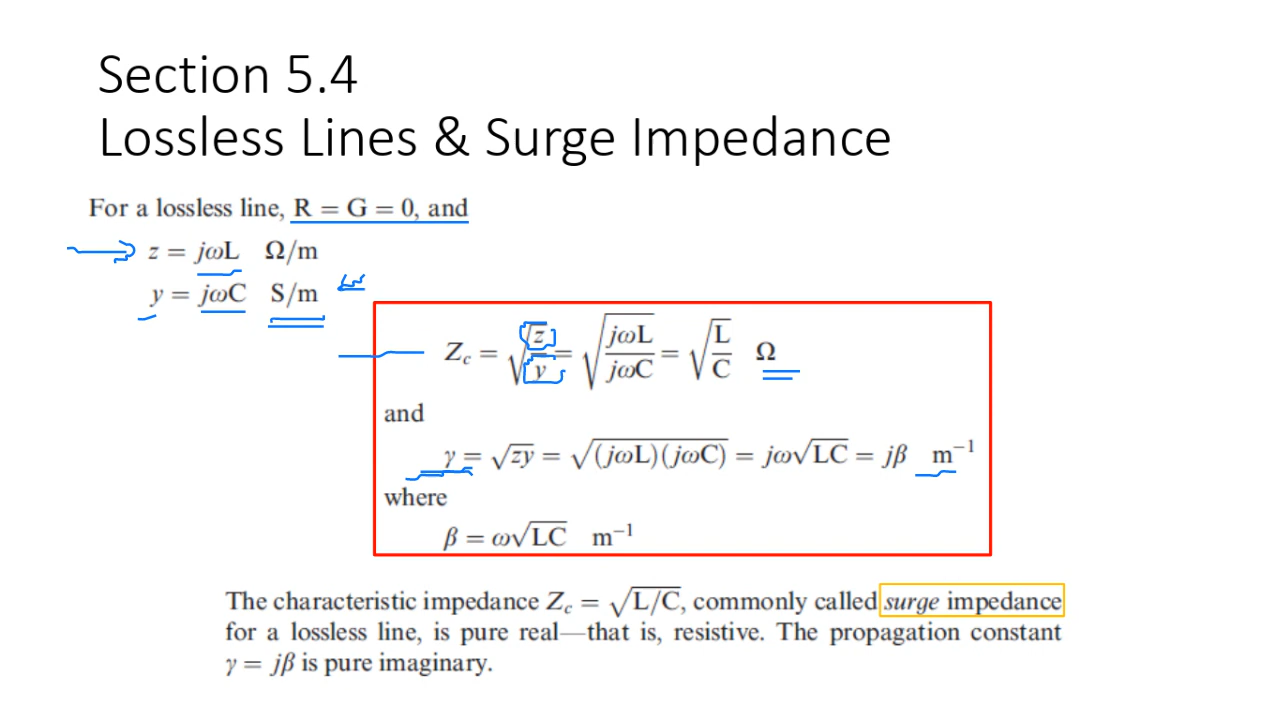 Section 5.4
Lossless Lines & Surge Impedance
For a lossless line, R = G = 0, and
z = jωL Ω/m
y = jωC S/m
Z_c = √(z/y) = √(jωL/jωC) = √(L/C) Ω
and
γ = √zy = √(jωL)(jωC) = jω√LC = jβ m⁻¹
where
β = ω√LC m⁻¹
The characteristic impedance Z_c = √L/C, commonly called surge impedance
for a lossless line, is pure real—that is, resistive. The propagation constant
γ = jβ is pure imaginary.